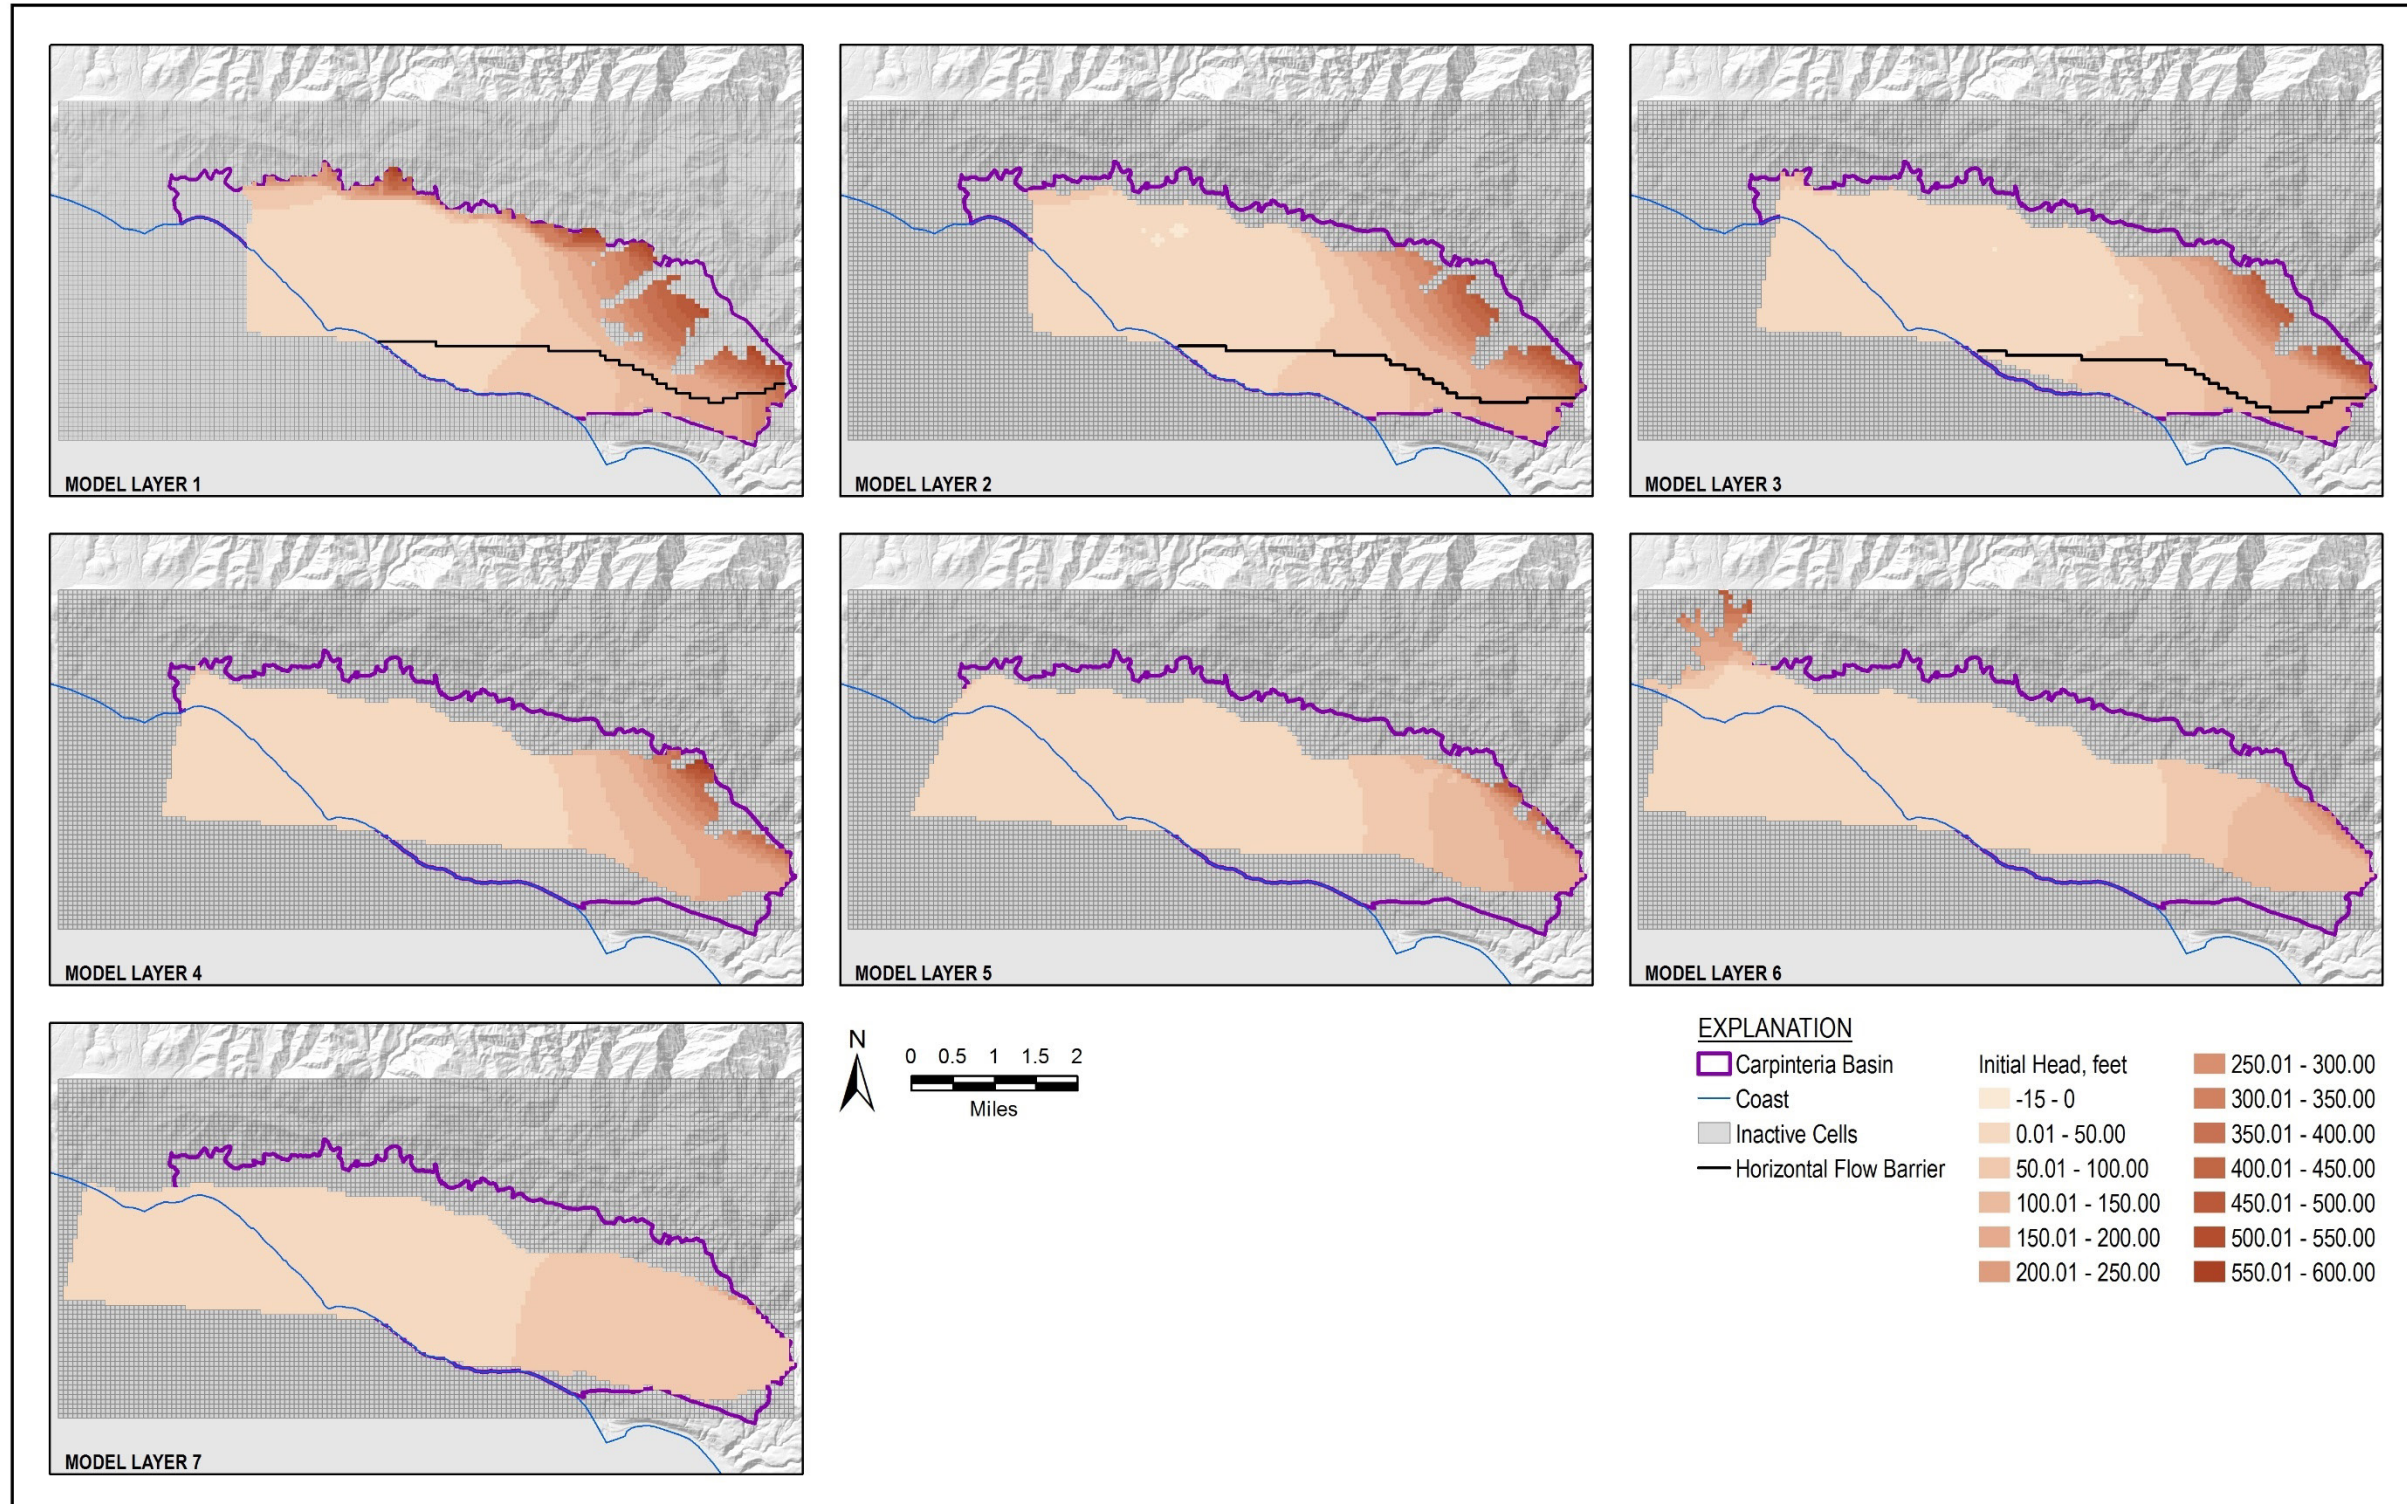 MODEL LAYER 1
MODEL LAYER 2
MODEL LAYER 3
MODEL LAYER 4
MODEL LAYER 5
MODEL LAYER 6
MODEL LAYER 7
N
0 0.5 1 1.5 2
Miles
EXPLANATION
Carpinteria Basin
Coast
Inactive Cells
Horizontal Flow Barrier
Initial Head, feet
-15 - 0
0.01 - 50.00
50.01 - 100.00
100.01 - 150.00
150.01 - 200.00
200.01 - 250.00
250.01 - 300.00
300.01 - 350.00
350.01 - 400.00
400.01 - 450.00
450.01 - 500.00
500.01 - 550.00
550.01 - 600.00